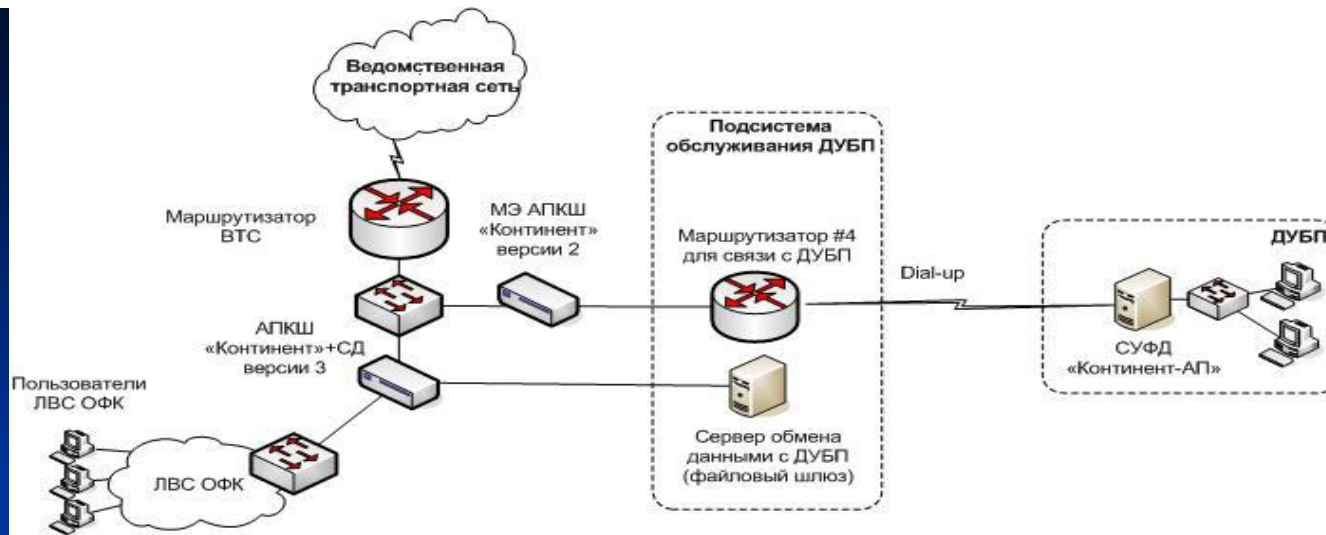 Ведомственная
транспортная сеть
Маршрутизатор
ВТС
МЭ АПКШ
«Континент»
версии 2
АПКШ
«Континент»+СД
версии 3
Пользователи
ЛВС ОФК
ЛВС ОФК
Подсистема
обслуживания ДУБП
Маршрутизатор #4
для связи с ДУБП
Сервер обмена
данными с ДУБП
(файловый шлюз)
Dial-up
ДУБП
СУФД
«Континент-АП»